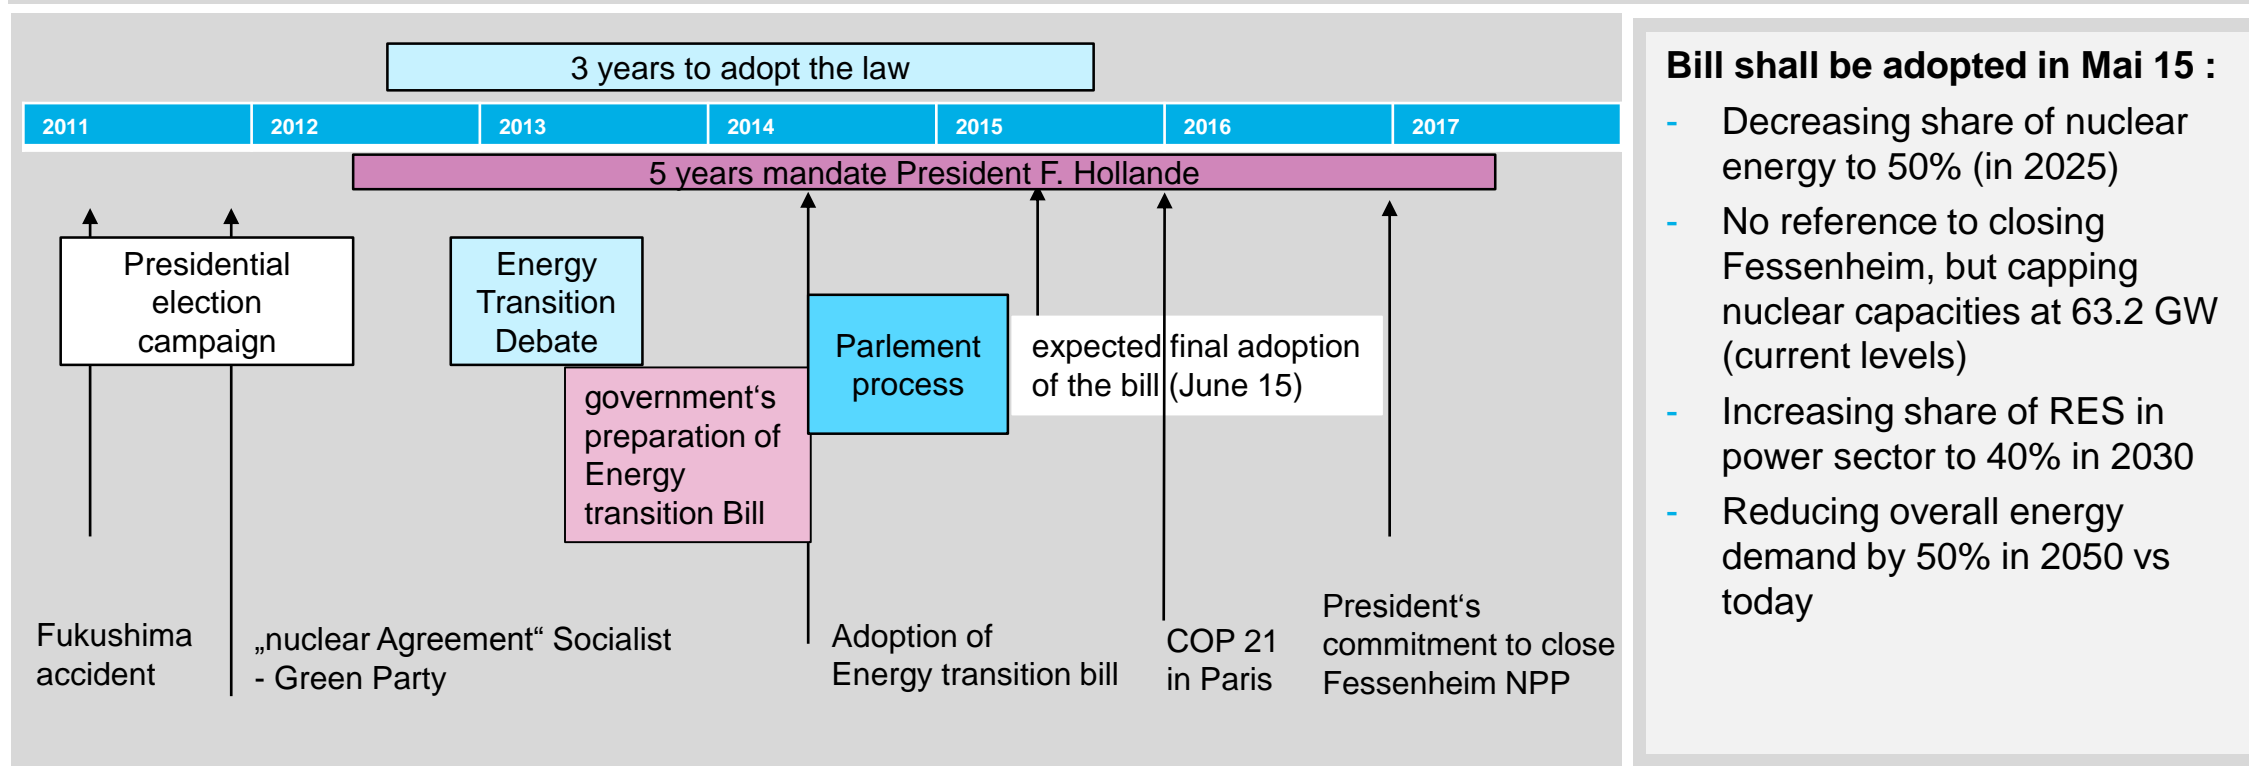 3 years to adopt the law
2011 2012 2013 2014 2015 2016 2017
5 years mandate President F. Hollande
Presidential
election
campaign
Energy
Transition
Debate
government‘s
preparation of
Energy
transition Bill
Parlement
process
expected final adoption
of the bill (June 15)
Fukushima
accident
„nuclear Agreement“ Socialist
- Green Party
Adoption of
Energy transition bill
COP 21
in Paris
President‘s
commitment to close
Fessenheim NPP
Bill shall be adopted in Mai 15 :
- Decreasing share of nuclear
energy to 50% (in 2025)
- No reference to closing
Fessenheim, but capping
nuclear capacities at 63.2 GW
(current levels)
- Increasing share of RES in
power sector to 40% in 2030
- Reducing overall energy
demand by 50% in 2050 vs
today